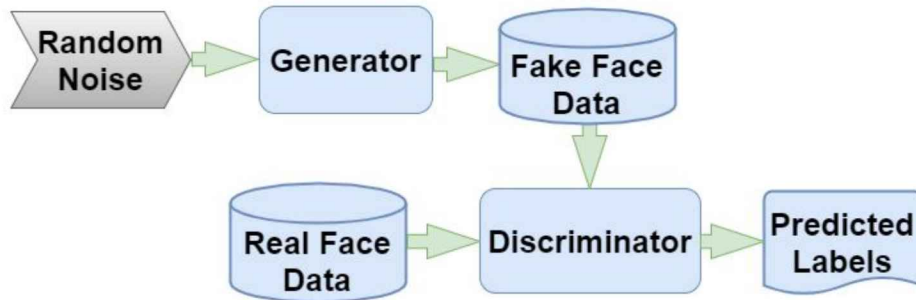 Random
Noise
Generator
Fake Face
Data
Real Face
Data
Discriminator
Predicted
Labels